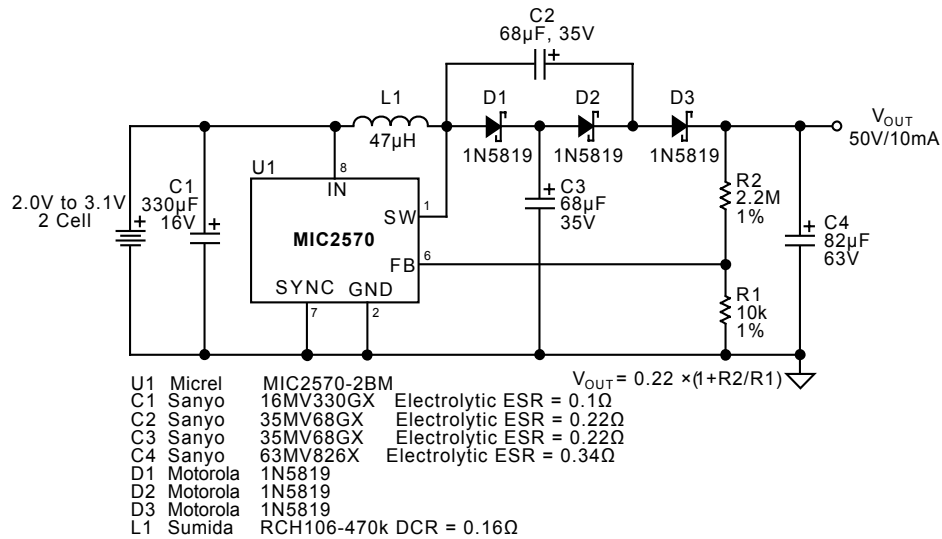 C2
68µF, 35V
L1
47µH
D1
1N5819
D2
1N5819
D3
1N5819
VOUT
50V/10mA
U1
8
IN
1
SW
MIC2570
6
FB
SYNC
GND
7
2
2.0V to 3.1V
2 Cell
C1
330µF
16V
C3
68µF
35V
R2
2.2M
1%
C4
82µF
63V
R1
10k
1%
VOUT = 0.22 ×(1+R2/R1)
U1 Micrel MIC2570-2BM
C1 Sanyo 16MV330GX Electrolytic ESR = 0.1Ω
C2 Sanyo 35MV68GX Electrolytic ESR = 0.22Ω
C3 Sanyo 35MV68GX Electrolytic ESR = 0.22Ω
C4 Sanyo 63MV826X Electrolytic ESR = 0.34Ω
D1 Motorola 1N5819
D2 Motorola 1N5819
D3 Motorola 1N5819
L1 Sumida RCH106-470k DCR = 0.16Ω